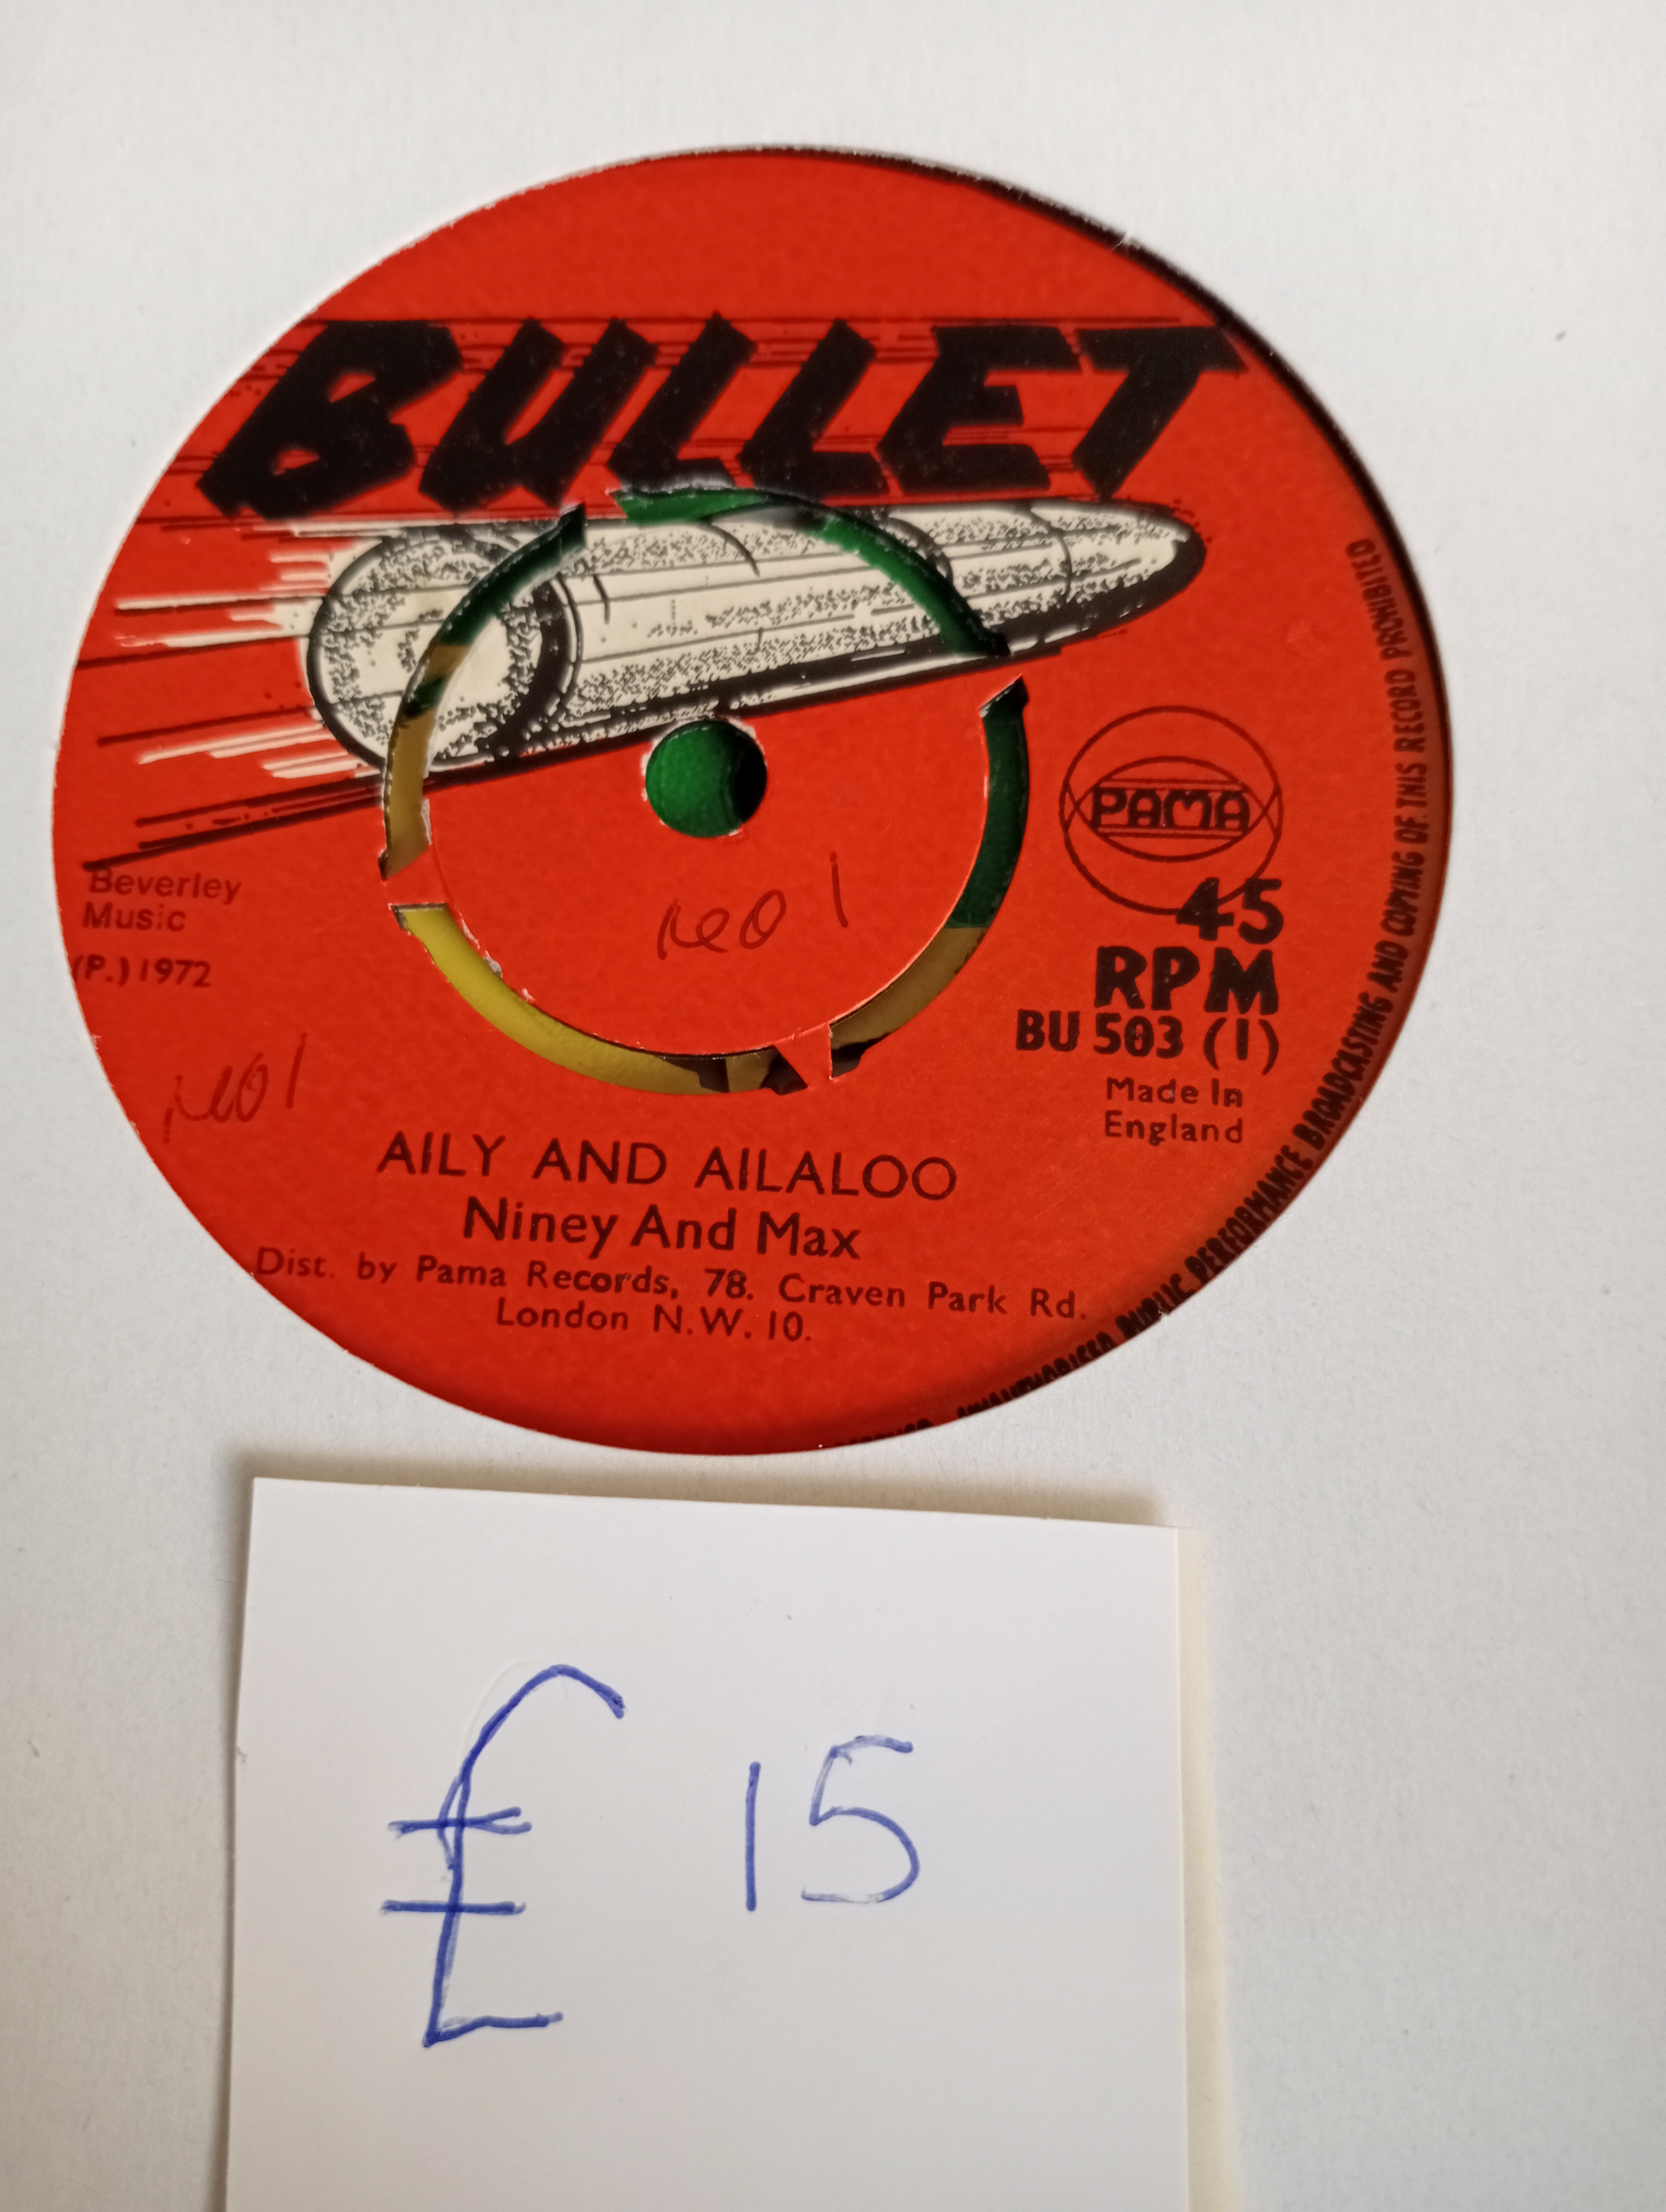 BULLET
PAMA
Beverley
Music
(P.) 1972
45
RPM
BU 503 (1)
Made In
England
AILY AND AILALOO
Niney And Max
Dist. by Pama Records, 78. Craven Park Rd.
London N.W. 10.
UNAUTHORISED PUBLIC PERFORMANCE BROADCASTING AND COPYING OF THIS RECORD PROHIBITED
£ 15